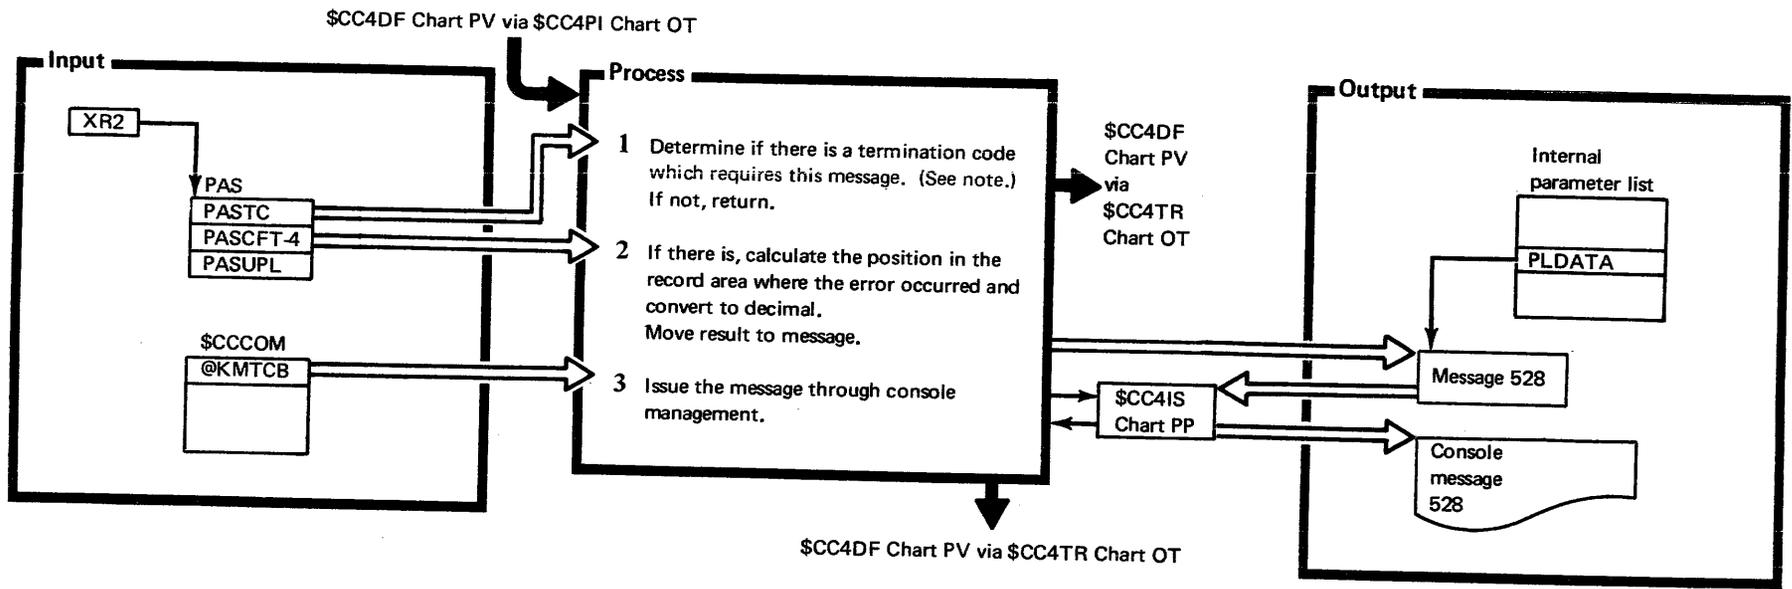 $CC4DF Chart PV via $CC4PI Chart OT
Input
XR2
PAS
PASTC
PASCFT-4
PASUPL
$CCCOM
@KMTCB
Process
1 Determine if there is a termination code
which requires this message. (See note.)
If not, return.
2 If there is, calculate the position in the
record area where the error occurred and
convert to decimal.
Move result to message.
3 Issue the message through console
management.
$CC4DF
Chart PV
via
$CC4TR
Chart OT
$CC4IS
Chart PP
$CC4DF Chart PV via $CC4TR Chart OT
Output
Internal
parameter list
PLDATA
Message 528
Console
message
528